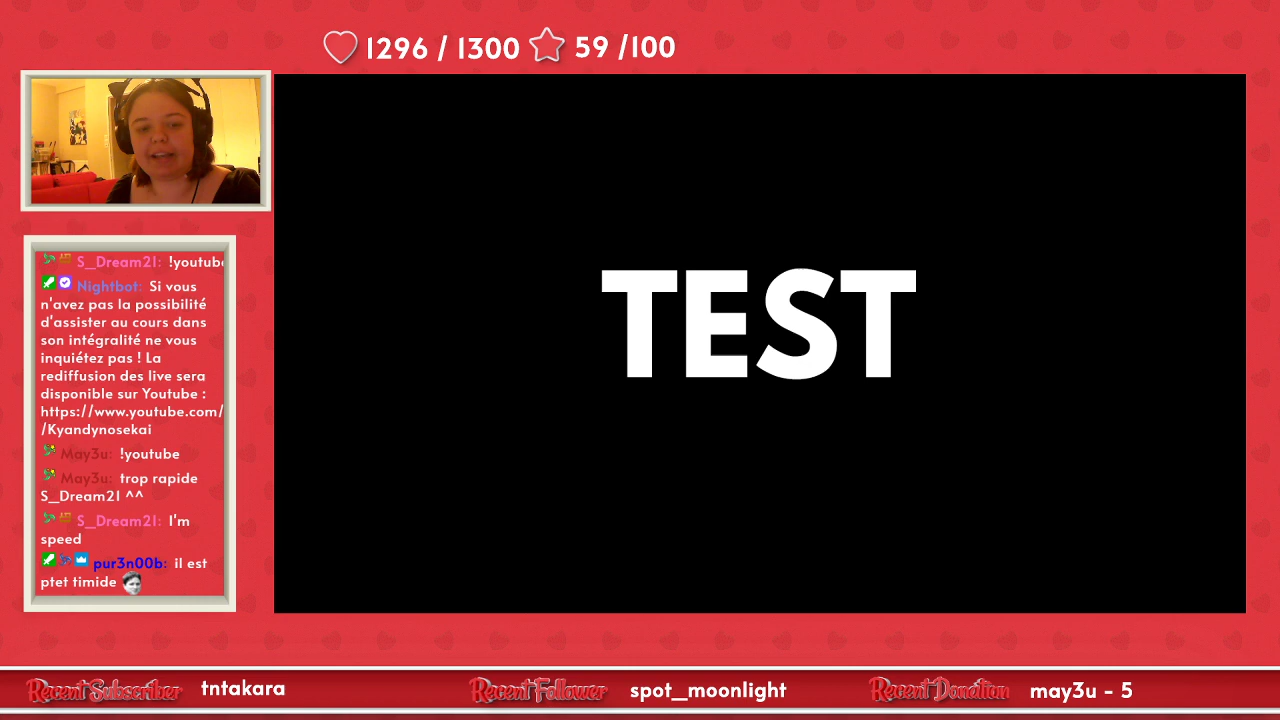 1296 / 1300 59 /100
S_Dream21: !youtube
Nightbot: Si vous
n'avez pas la possibilité
d'assister au cours dans
son intégralité ne vous
inquiétez pas ! La
rediffusion des live sera
disponible sur Youtube :
https://www.youtube.com/
/Kyandynosekai
May3u: !youtube
May3u: trop rapide
S_Dream21 ^^
S_Dream21: I'm
speed
pur3n00b: il est
ptet timide
TEST
Recent Subscriber tntakara Recent Follower spot_moonlight Recent Donation may3u - 5